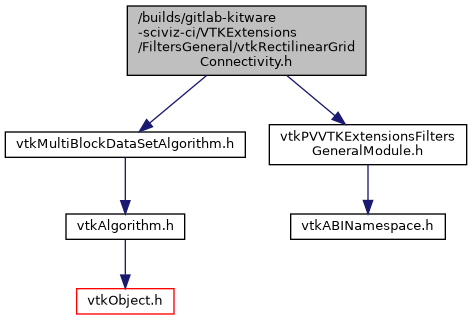 /builds/gitlab-kitware
-sciviz-ci/VTKExtensions
/FiltersGeneral/vtkRectilinearGrid
Connectivity.h
vtkMultiBlockDataSetAlgorithm.h
vtkPVVTKExtensionsFilters
GeneralModule.h
vtkAlgorithm.h
vtkABINamespace.h
vtkObject.h